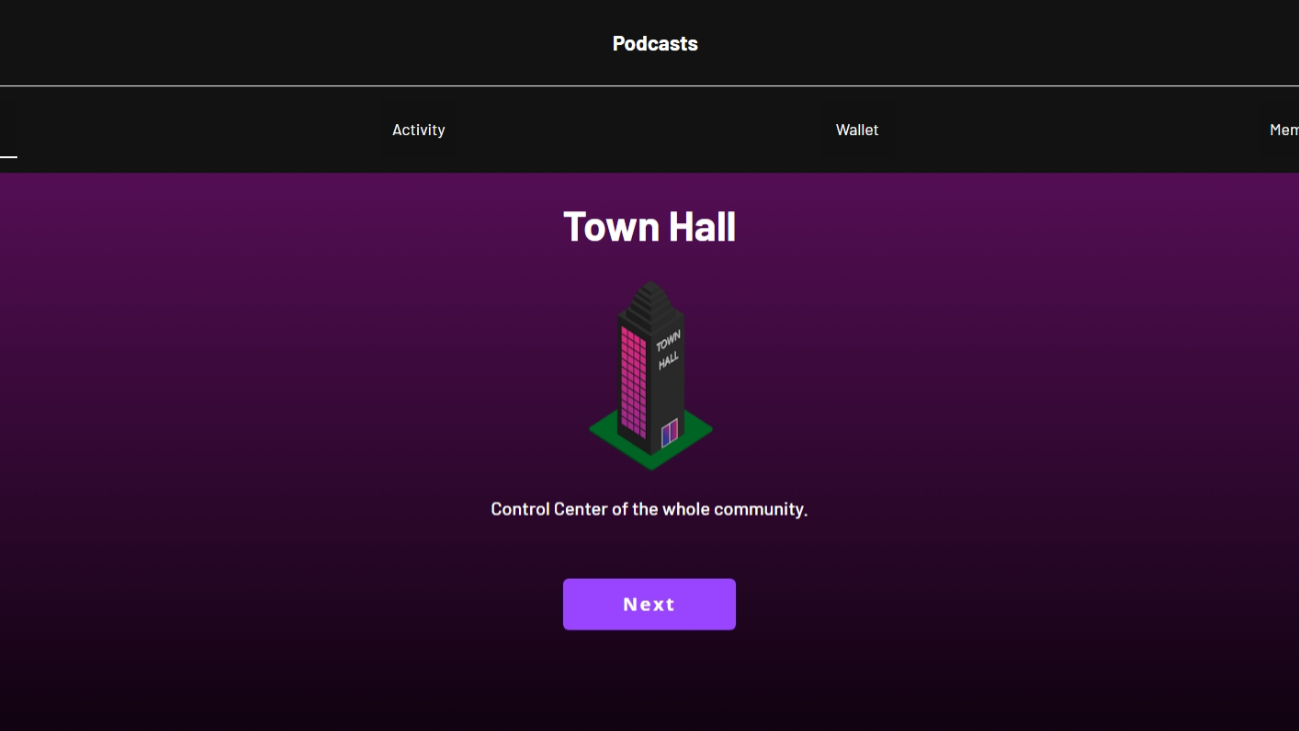 Podcasts
Activity
Wallet
Mem
Town Hall
TOWN
HALL
Control Center of the whole community.
Next